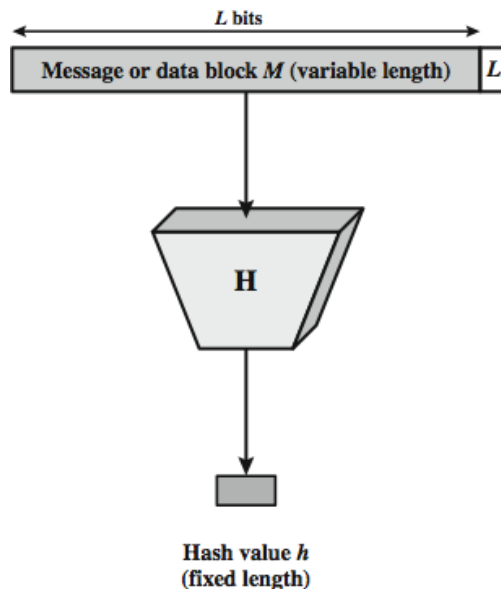 L bits
Message or data block M (variable length) L
H
Hash value h
(fixed length)